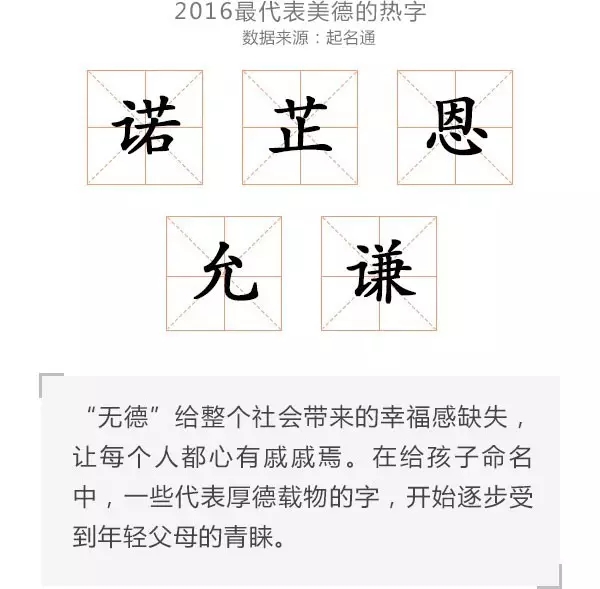 2016最代表美德的热字
数据来源：起名通
诺 芷 恩
允 谦
“无德”给整个社会带来的幸福感缺失，
让每个人都心有戚戚焉。在给孩子命名
中，一些代表厚德载物的字，开始逐步受
到年轻父母的青睐。